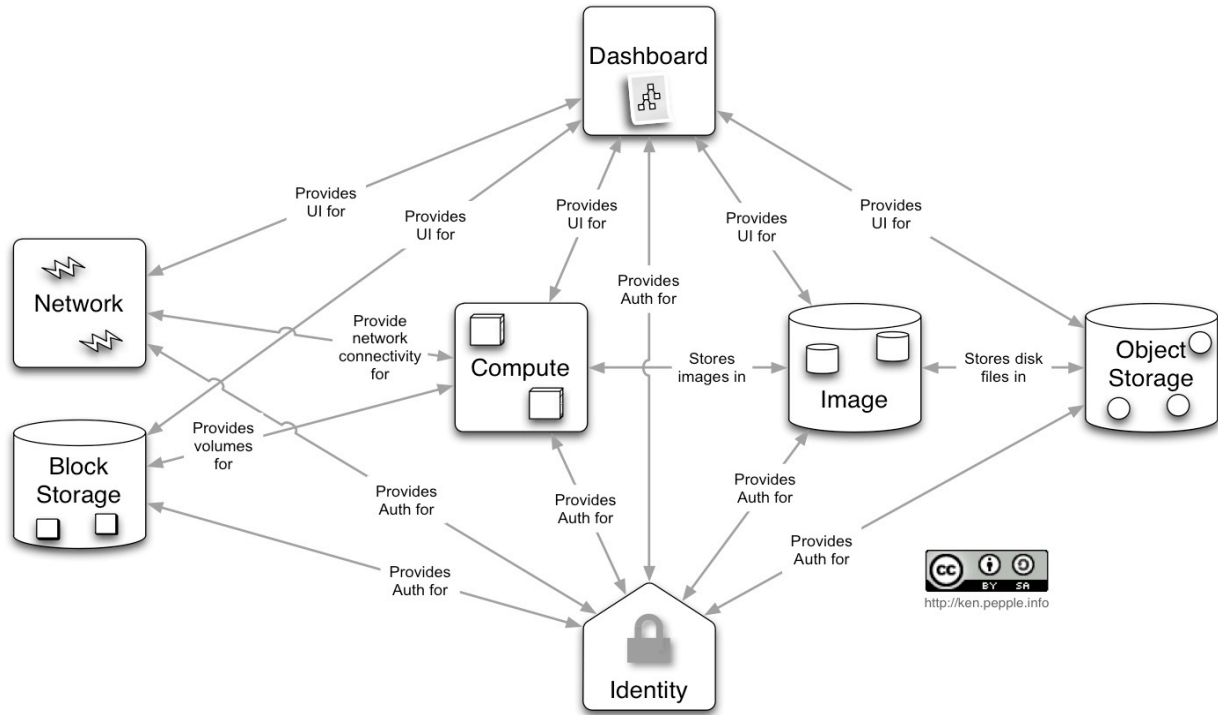 Dashboard
Provides
UI for
Provides
UI for
Provides
UI for
Provides
UI for
Provides
UI for
Network
Provides
Auth for
Provide
network
connectivity
for
Compute
Stores
images in
Image
Stores disk
files in
Object
Storage
Provides
volumes
for
Block
Storage
Provides
Auth for
Provides
Auth for
Provides
Auth for
Provides
Auth for
Provides
Auth for
cc
BY SA
http://ken.pepple.info
Identity